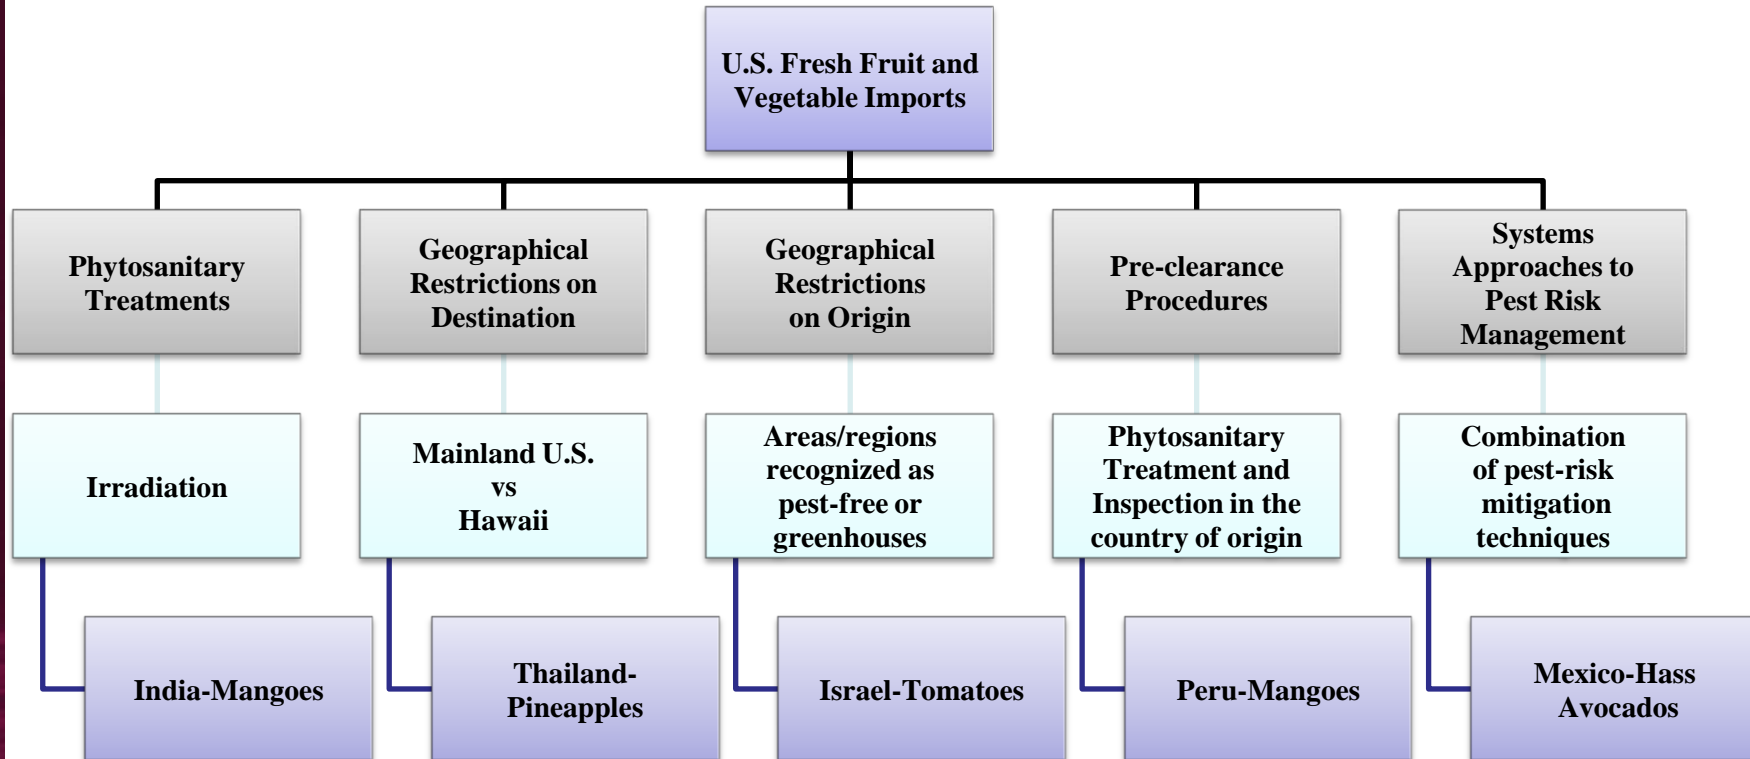 U.S. Fresh Fruit and
Vegetable Imports
Phytosanitary
Treatments
Geographical
Restrictions on
Destination
Geographical
Restrictions
on Origin
Pre-clearance
Procedures
Systems
Approaches to
Pest Risk
Management
Irradiation
Mainland U.S.
vs
Hawaii
Areas/regions
recognized as
pest-free or
greenhouses
Phytosanitary
Treatment and
Inspection in the
country of origin
Combination
of pest-risk
mitigation
techniques
India-Mangoes
Thailand-
Pineapples
Israel-Tomatoes
Peru-Mangoes
Mexico-Hass
Avocados